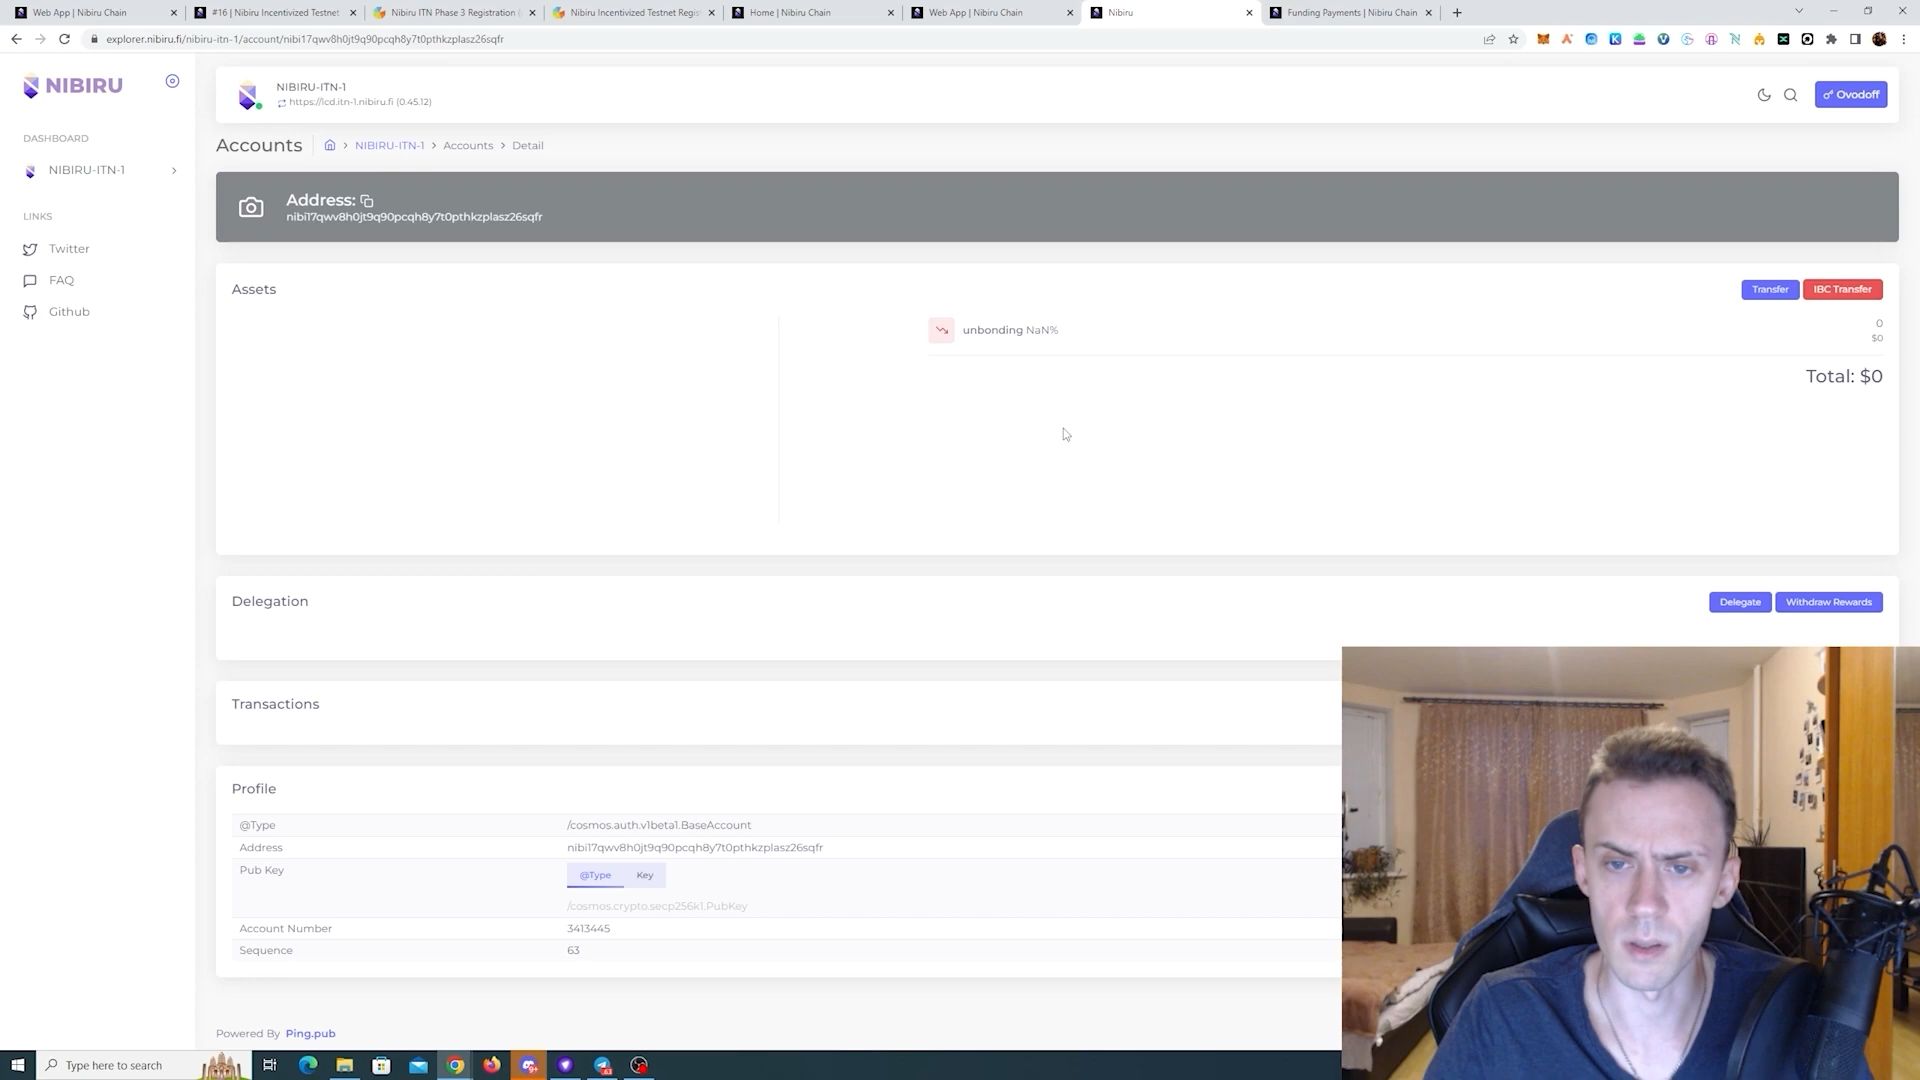 Web App | Nibiru Chain
#16 | Nibiru Incentivized Testnet
Nibiru ITN Phase 3 Registration
Nibiru Incentivized Testnet Regis
Home | Nibiru Chain
Web App | Nibiru Chain
Nibiru
Funding Payments | Nibiru Chain
explorer.nibiru.fi/nibiru-itn-1/account/nibi17qwv8h0jt9q90pcqh8y7t0pthkzplasz26sqfr
NIBIRU
NIBIRU-ITN-1
https://lcd.itn-1.nibiru.fi (0.45.12)
Ovodoff
DASHBOARD
NIBIRU-ITN-1
LINKS
Twitter
FAQ
Github
Accounts
NIBIRU-ITN-1 > Accounts > Detail
Address:
nibi17qwv8h0jt9q90pcqh8y7t0pthkzplasz26sqfr
Assets
Transfer
IBC Transfer
unbonding NaN%
0
$0
Total: $0
Delegation
Delegate
Withdraw Rewards
Transactions
Profile
@Type
/cosmos.auth.v1beta1.BaseAccount
Address
nibi17qwv8h0jt9q90pcqh8y7t0pthkzplasz26sqfr
Pub Key
@Type
Key
/cosmos.crypto.secp256k1.PubKey
Account Number
3413445
Sequence
63
Powered By Ping.pub
Type here to search